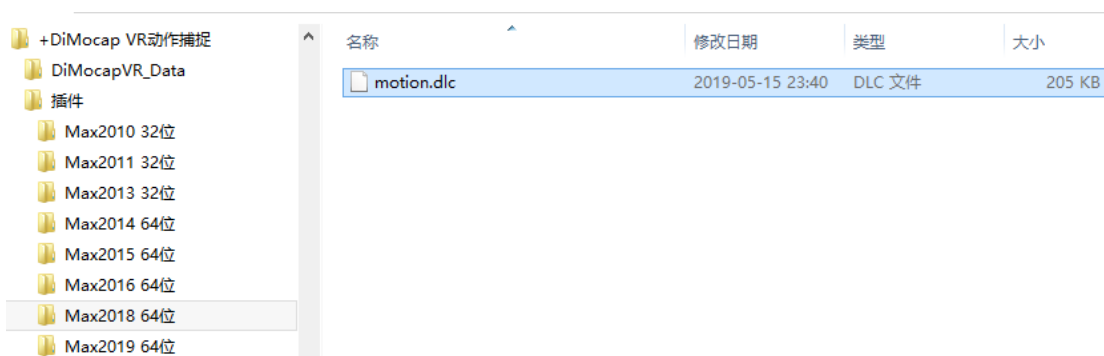 +DiMocap VR动作捕捉
DiMocapVR_Data
插件
Max2010 32位
Max2011 32位
Max2013 32位
Max2014 64位
Max2015 64位
Max2016 64位
Max2018 64位
Max2019 64位
名称 修改日期 类型 大小
motion.dlc 2019-05-15 23:40 DLC 文件 205 KB